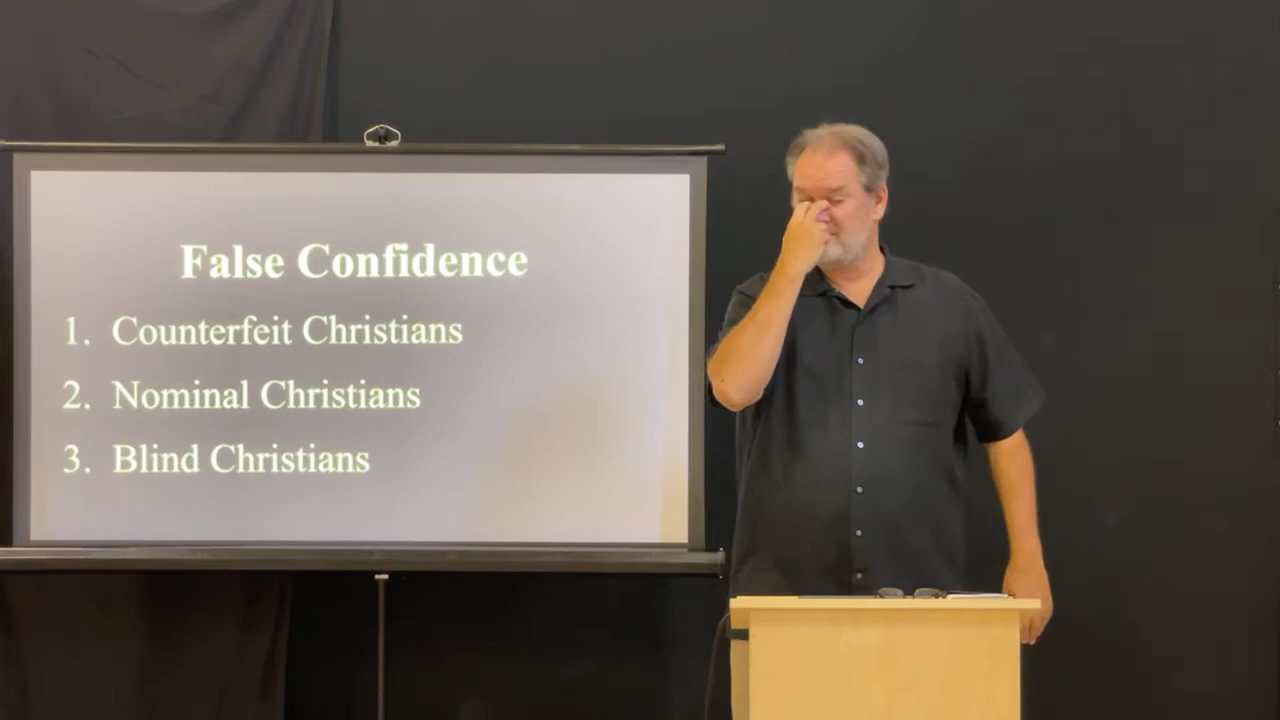 False Confidence
1. Counterfeit Christians
2. Nominal Christians
3. Blind Christians